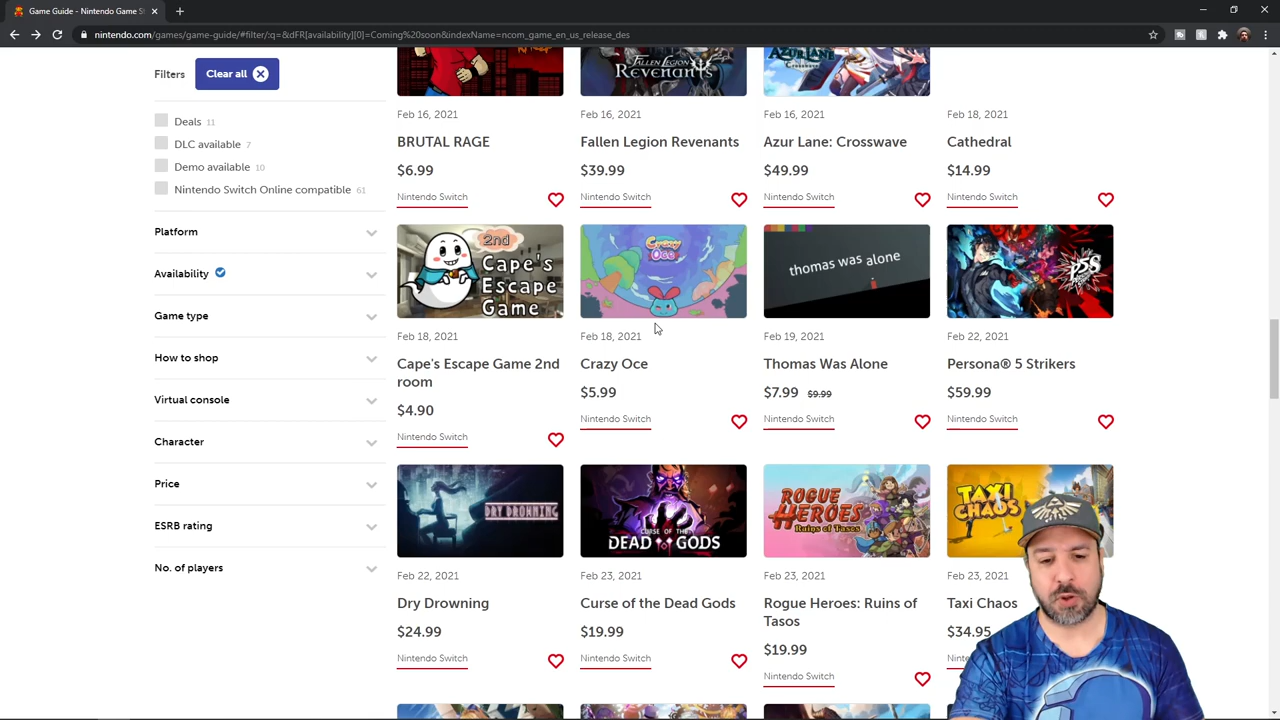 Game Guide - Nintendo Game St
nintendo.com/games/game-guide/#filter/:q=&dFR[availability][0]=Coming%20soon&indexName=ncom_game_en_us_release_des
Filters
Clear all
Deals 11
DLC available 7
Demo available 10
Nintendo Switch Online compatible 61
Platform
Availability
Game type
How to shop
Virtual console
Character
Price
ESRB rating
No. of players
FALLEN LEGION
REVENANTS
AZUR LANE
Feb 16, 2021
BRUTAL RAGE
$6.99
Nintendo Switch
Feb 16, 2021
Fallen Legion Revenants
$39.99
Nintendo Switch
Feb 16, 2021
Azur Lane: Crosswave
$49.99
Nintendo Switch
Feb 18, 2021
Cathedral
$14.99
Nintendo Switch
2nd
Cape's
Escape
Game
Feb 18, 2021
Cape's Escape Game 2nd
room
$4.90
Nintendo Switch
Crazy
Oce
Feb 18, 2021
Crazy Oce
$5.99
Nintendo Switch
thomas was alone
Feb 19, 2021
Thomas Was Alone
$7.99 $9.99
Nintendo Switch
P5S
Feb 22, 2021
Persona® 5 Strikers
$59.99
Nintendo Switch
DRY DROWNING
Feb 22, 2021
Dry Drowning
$24.99
Nintendo Switch
CURSE OF THE
DEAD GODS
Feb 23, 2021
Curse of the Dead Gods
$19.99
Nintendo Switch
ROGUE
HEROES
Ruins of Tasos
Feb 23, 2021
Rogue Heroes: Ruins of
Tasos
$19.99
Nintendo Switch
TAXI
CHAOS
Feb 23, 2021
Taxi Chaos
$34.95